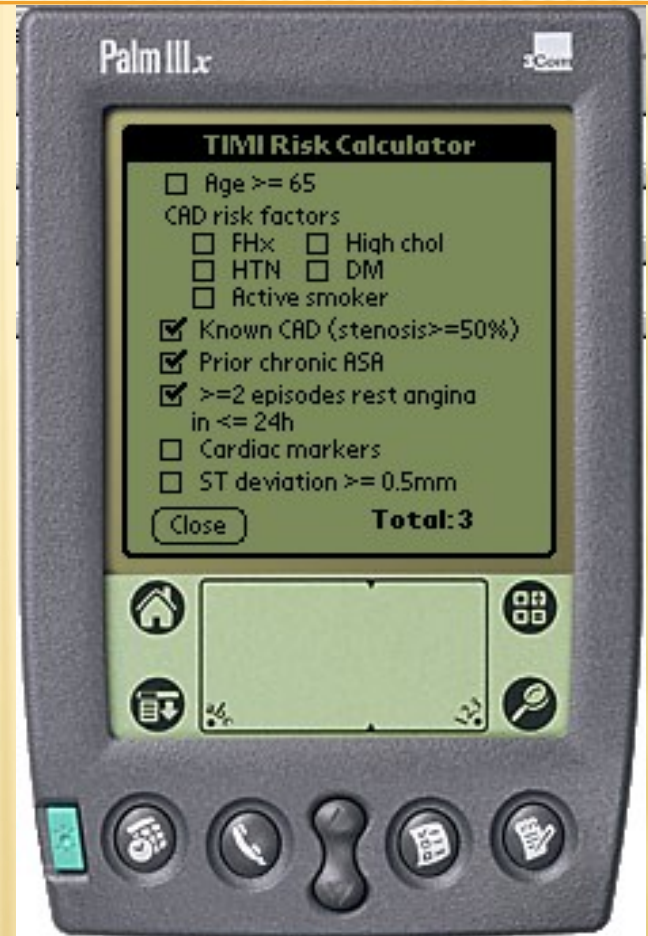 Palm IIIx
3Com
TIMI Risk Calculator
Age >= 65
CAD risk factors
FHx High chol
HTN DM
Active smoker
Known CAD (stenosis>=50%)
Prior chronic ASA
>=2 episodes rest angina
in <= 24h
Cardiac markers
ST deviation >= 0.5mm
Close Total: 3
abc 123